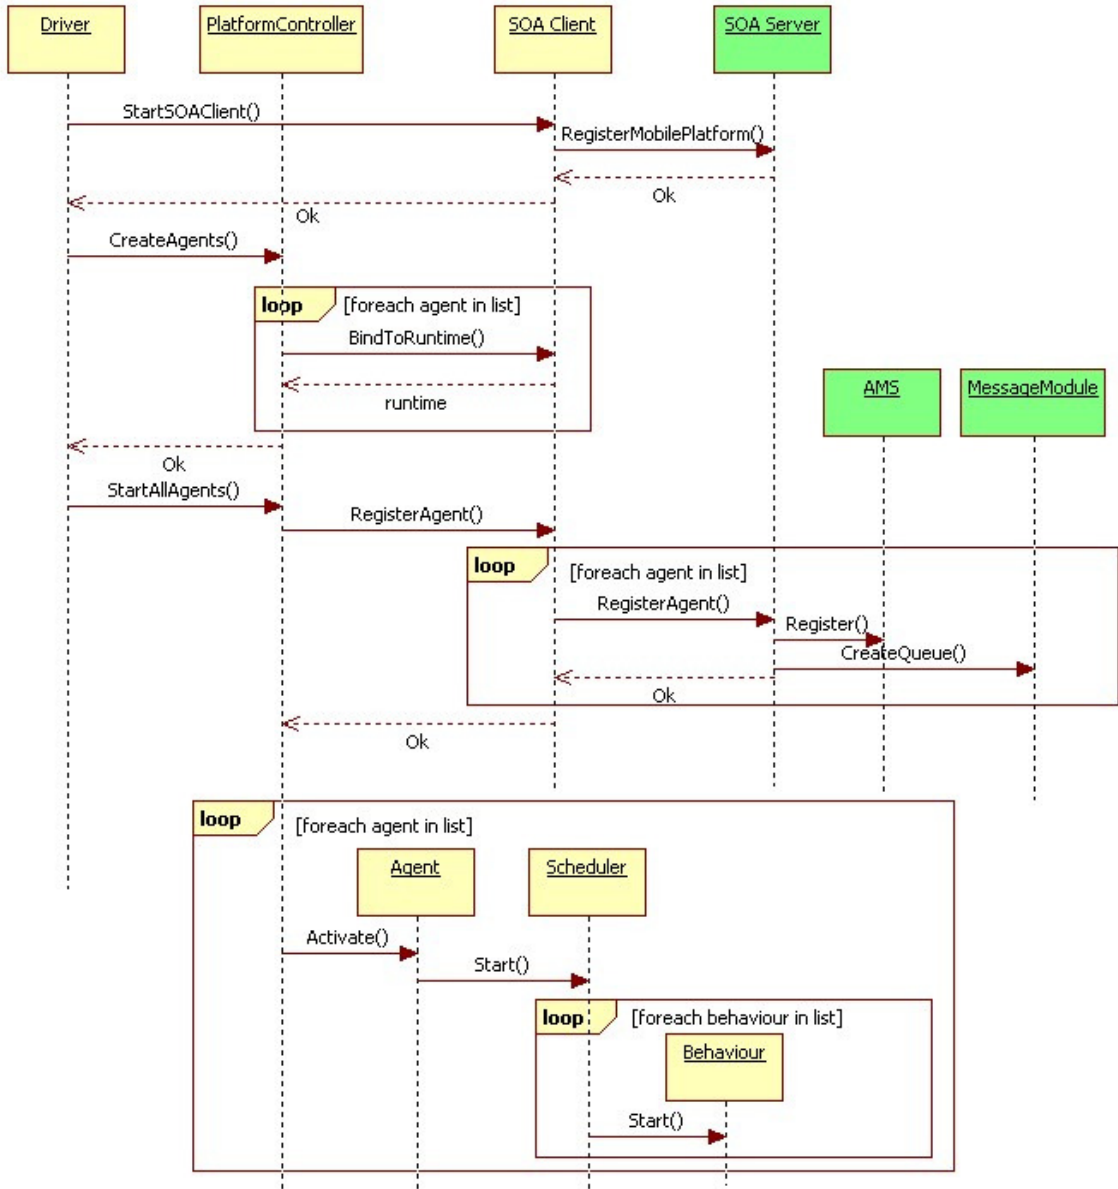 Driver
PlatformController
SOA Client
SOA Server
StartSOAClient()
RegisterMobilePlatform()
Ok
Ok
CreateAgents()
loop
[foreach agent in list]
BindToRuntime()
runtime
AMS
MessageModule
Ok
StartAllAgents()
RegisterAgent()
loop
[foreach agent in list]
RegisterAgent()
Register()
CreateQueue()
Ok
Ok
loop
[foreach agent in list]
Agent
Scheduler
Activate()
Start()
loop
[foreach behaviour in list]
Behaviour
Start()